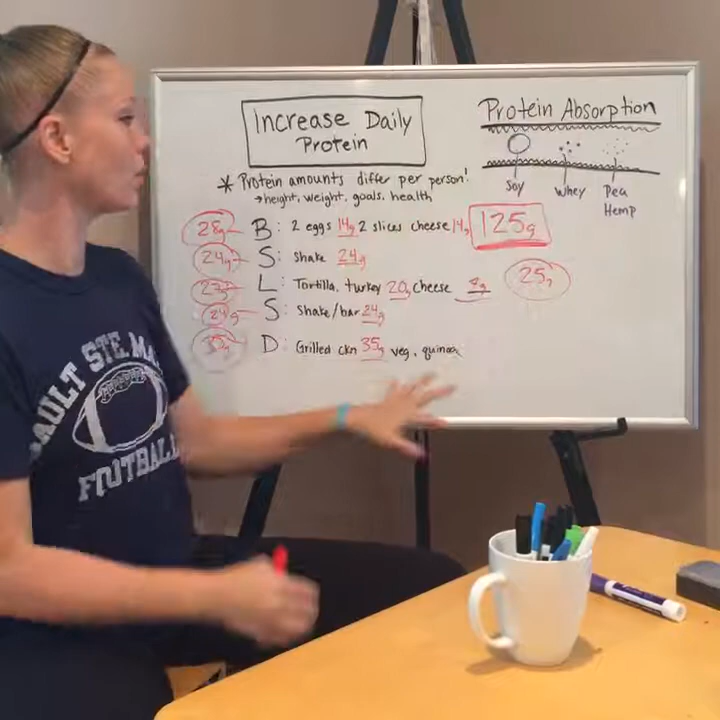 Increase Daily
Protein
* Protein amounts differ per person!
→ height, weight, goals, health
28g B: 2 eggs 14g 2 slices cheese 14g
125g
24g S: shake 24g
L: Tortilla, turkey 20g cheese
25g
24g S: shake/bar 24g
D: Grilled ckn 35g veg, quinoa
Protein Absorption
Soy
Whey
Pea
Hemp
SAULT STE. MA
FOOTBALL